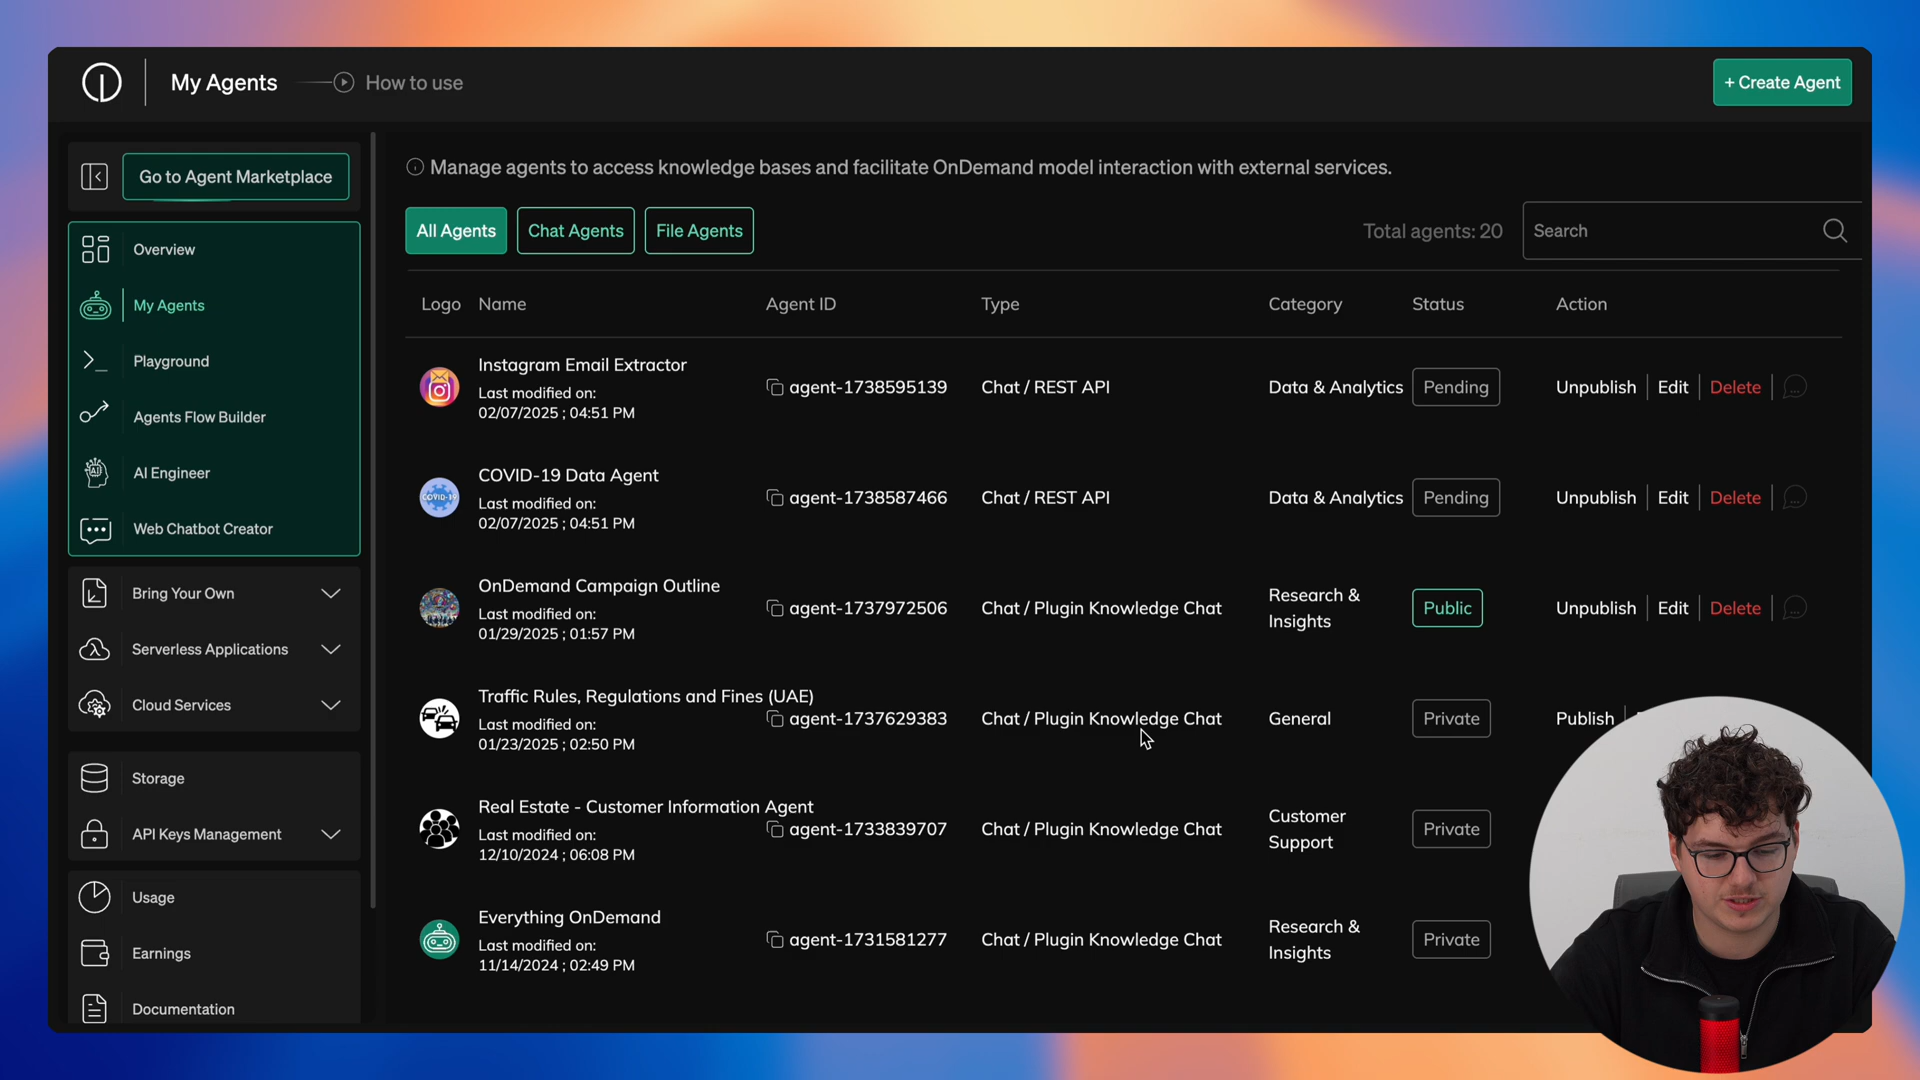 My Agents
How to use
+ Create Agent
Go to Agent Marketplace
Overview
My Agents
Playground
Agents Flow Builder
AI Engineer
Web Chatbot Creator
Bring Your Own
Serverless Applications
Cloud Services
Storage
API Keys Management
Usage
Earnings
Documentation
Manage agents to access knowledge bases and facilitate OnDemand model interaction with external services.
All Agents
Chat Agents
File Agents
Total agents: 20
Search
Logo Name Agent ID Type Category Status Action
Instagram Email Extractor
Last modified on:
02/07/2025 ; 04:51 PM
agent-1738595139
Chat / REST API
Data & Analytics
Pending
Unpublish Edit Delete
COVID-19
COVID-19 Data Agent
Last modified on:
02/07/2025 ; 04:51 PM
agent-1738587466
Chat / REST API
Data & Analytics
Pending
Unpublish Edit Delete
OnDemand Campaign Outline
Last modified on:
01/29/2025 ; 01:57 PM
agent-1737972506
Chat / Plugin Knowledge Chat
Research &
Insights
Public
Unpublish Edit Delete
Traffic Rules, Regulations and Fines (UAE)
Last modified on:
01/23/2025 ; 02:50 PM
agent-1737629383
Chat / Plugin Knowledge Chat
General
Private
Publish
Real Estate - Customer Information Agent
Last modified on:
12/10/2024 ; 06:08 PM
agent-1733839707
Chat / Plugin Knowledge Chat
Customer
Support
Private
Everything OnDemand
Last modified on:
11/14/2024 ; 02:49 PM
agent-1731581277
Chat / Plugin Knowledge Chat
Research &
Insights
Private